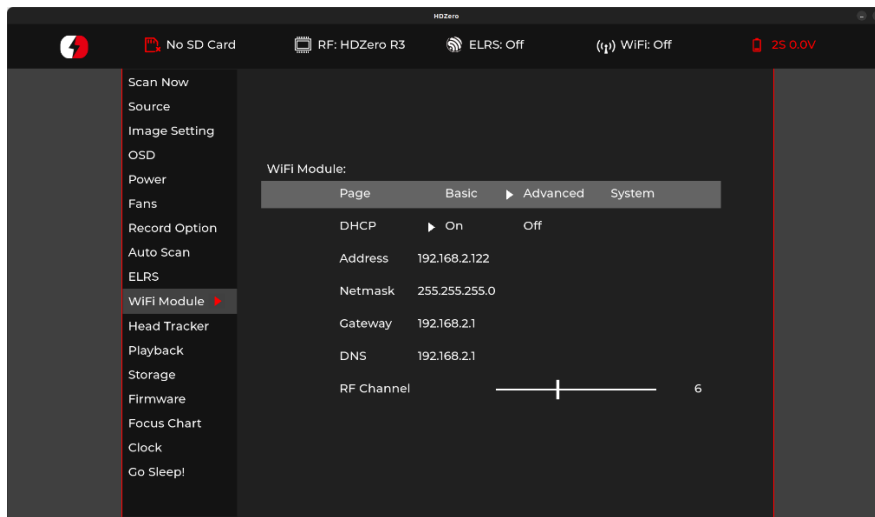 HDZero
No SD Card RF: HDZero R3 ELRS: Off WiFi: Off 2S 0.0V
Scan Now
Source
Image Setting
OSD
Power
Fans
Record Option
Auto Scan
ELRS
WiFi Module
Head Tracker
Playback
Storage
Firmware
Focus Chart
Clock
Go Sleep!
WiFi Module:
Page Basic Advanced System
DHCP On Off
Address 192.168.2.122
Netmask 255.255.255.0
Gateway 192.168.2.1
DNS 192.168.2.1
RF Channel 6